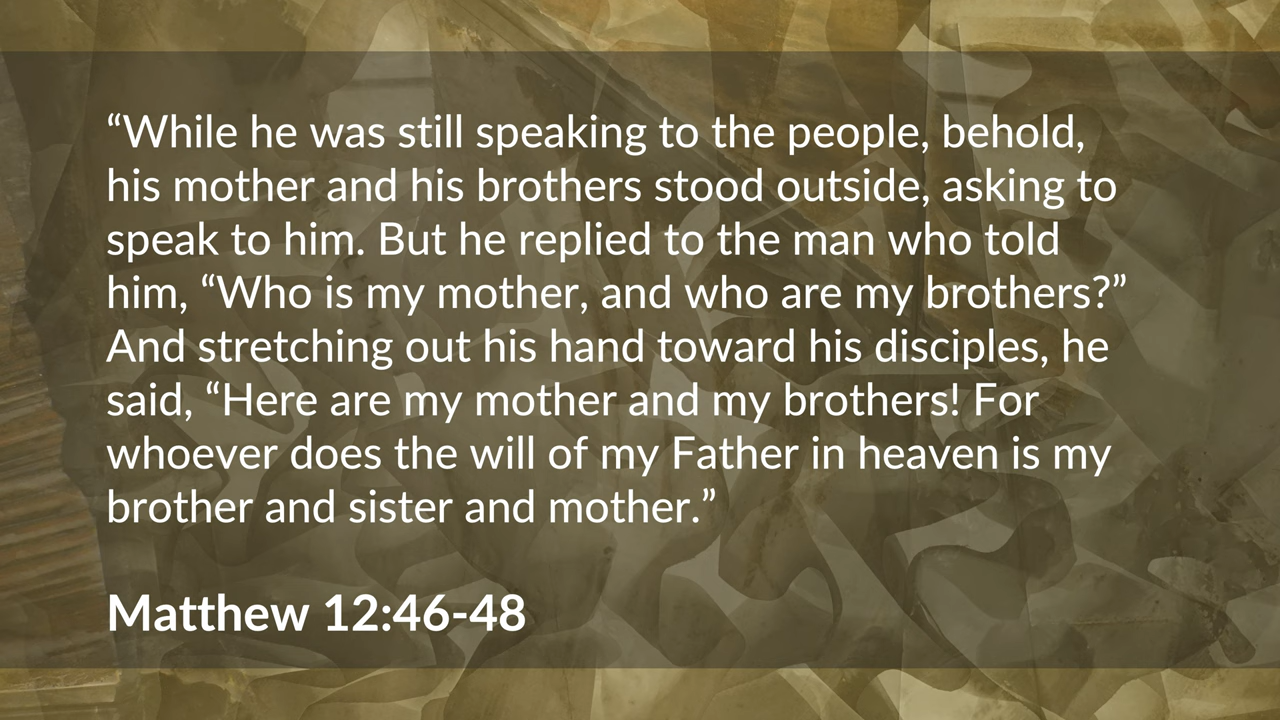 “While he was still speaking to the people, behold,
his mother and his brothers stood outside, asking to
speak to him. But he replied to the man who told
him, “Who is my mother, and who are my brothers?”
And stretching out his hand toward his disciples, he
said, “Here are my mother and my brothers! For
whoever does the will of my Father in heaven is my
brother and sister and mother.”
Matthew 12:46-48